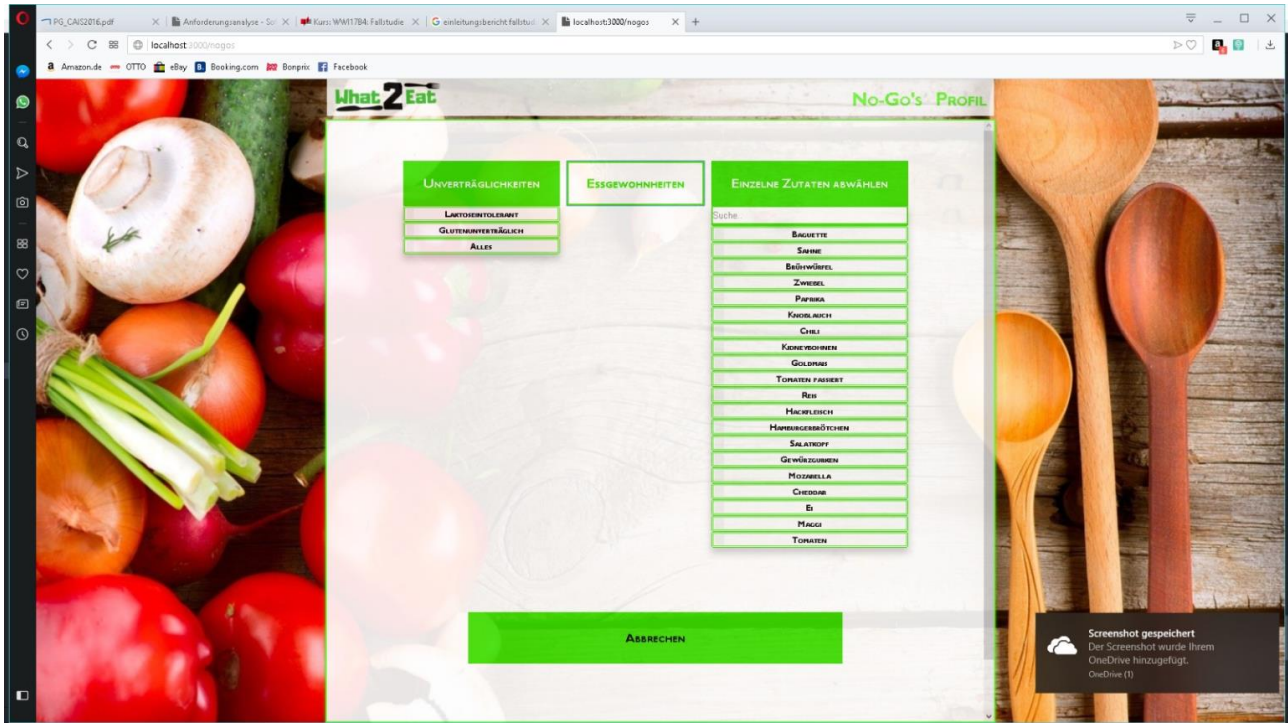 PG_CAIS2016.pdf
Anforderungsanalyse - So
Kurs: WWI17B4: Fallstudie
einleitungsbericht fallstud
localhost:3000/nogos
localhost:3000/nogos
Amazon.de OTTO eBay Booking.com Bonprix Facebook
What2Eat
No-Go's Profil
Unverträglichkeiten
Essgewohnheiten
Einzelne Zutaten abwählen
Laktoseintolerant
Glutenunverträglich
Alles
Suche
Baguette
Sahne
Brühwürfel
Zwiebel
Paprika
Knoblauch
Chili
Kidneybohnen
Goldmais
Tomaten passiert
Reis
Hackfleisch
Hamburgerbrötchen
Salatkopf
Gewürzgurken
Mozarella
Cheddar
Ei
Maggi
Tomaten
Abbrechen
Screenshot gespeichert
Der Screenshot wurde Ihrem
OneDrive hinzugefügt.
OneDrive (1)